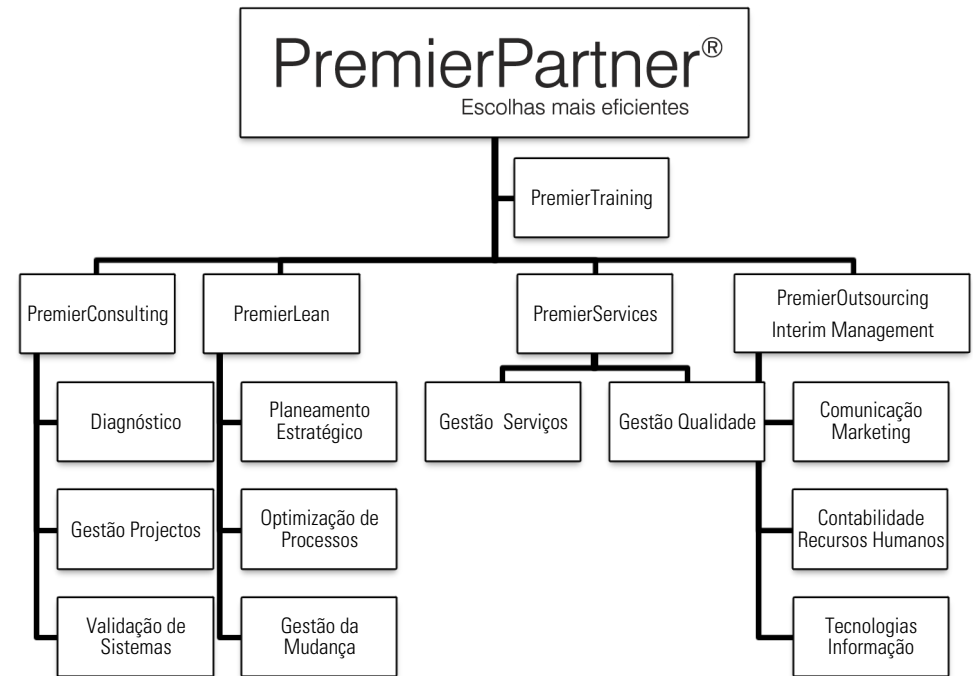 PremierPartner®
Escolhas mais eficientes
PremierTraining
PremierConsulting
PremierLean
PremierServices
PremierOutsourcing
Interim Management
Diagnóstico
Planeamento
Estratégico
Gestão Serviços
Gestão Qualidade
Comunicação
Marketing
Gestão Projectos
Optimização de
Processos
Contabilidade
Recursos Humanos
Validação de
Sistemas
Gestão da
Mudança
Tecnologias
Informação